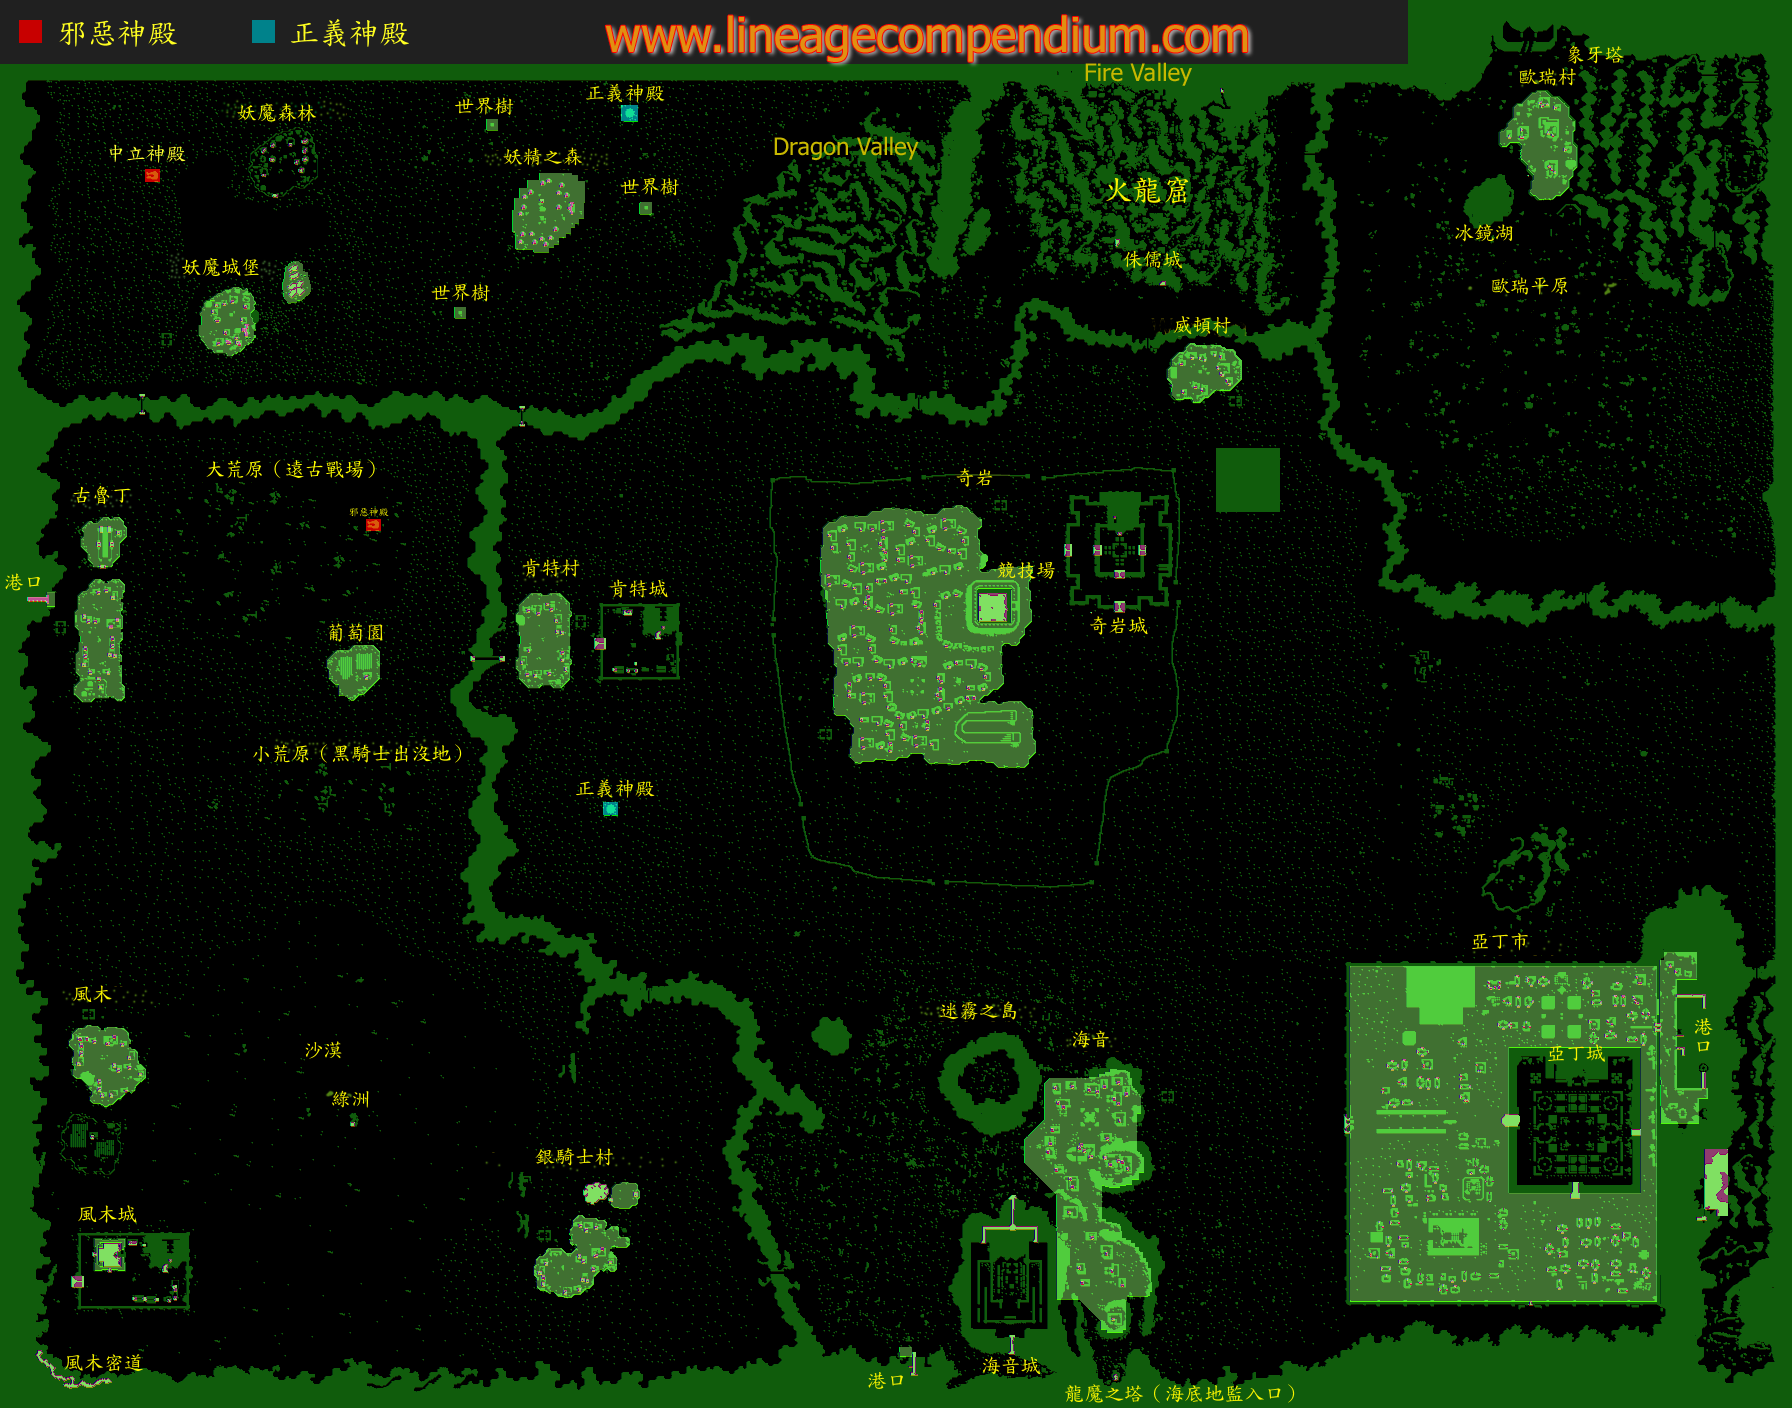 邪惡神殿
正義神殿
www.lineagecompendium.com
Fire Valley
象牙塔
歐瑞村
妖魔森林
世界樹
正義神殿
Dragon Valley
中立神殿
妖精之森
世界樹
火龍窟
冰鏡湖
侏儒城
妖魔城堡
世界樹
歐瑞平原
威頓村
大荒原（遠古戰場）
奇岩
古魯丁
邪惡神殿
港口
肯特村
肯特城
競技場
葡萄園
奇岩城
小荒原（黑騎士出沒地）
正義神殿
亞丁市
風木
迷霧之島
海音
港口
沙漠
亞丁城
綠洲
銀騎士村
風木城
風木密道
海音城
港口
龍魔之塔（海底地監入口）